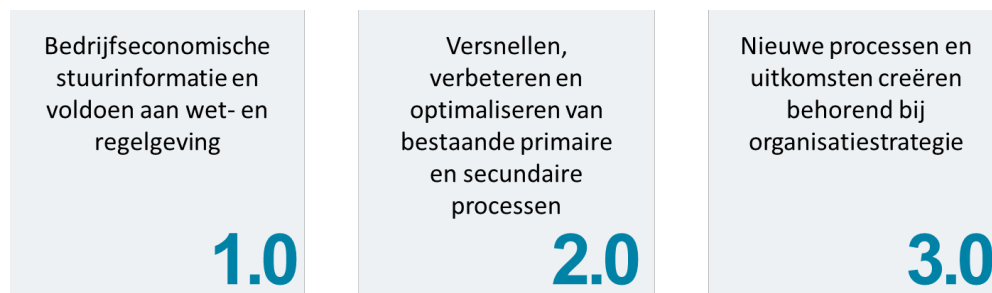 Bedrijfseconomische
stuurinformatie en
voldoen aan wet- en
regelgeving
1.0
Versnellen,
verbeteren en
optimaliseren van
bestaande primaire
en secundaire
processen
2.0
Nieuwe processen en
uitkomsten creëren
behorend bij
organisatiestrategie
3.0